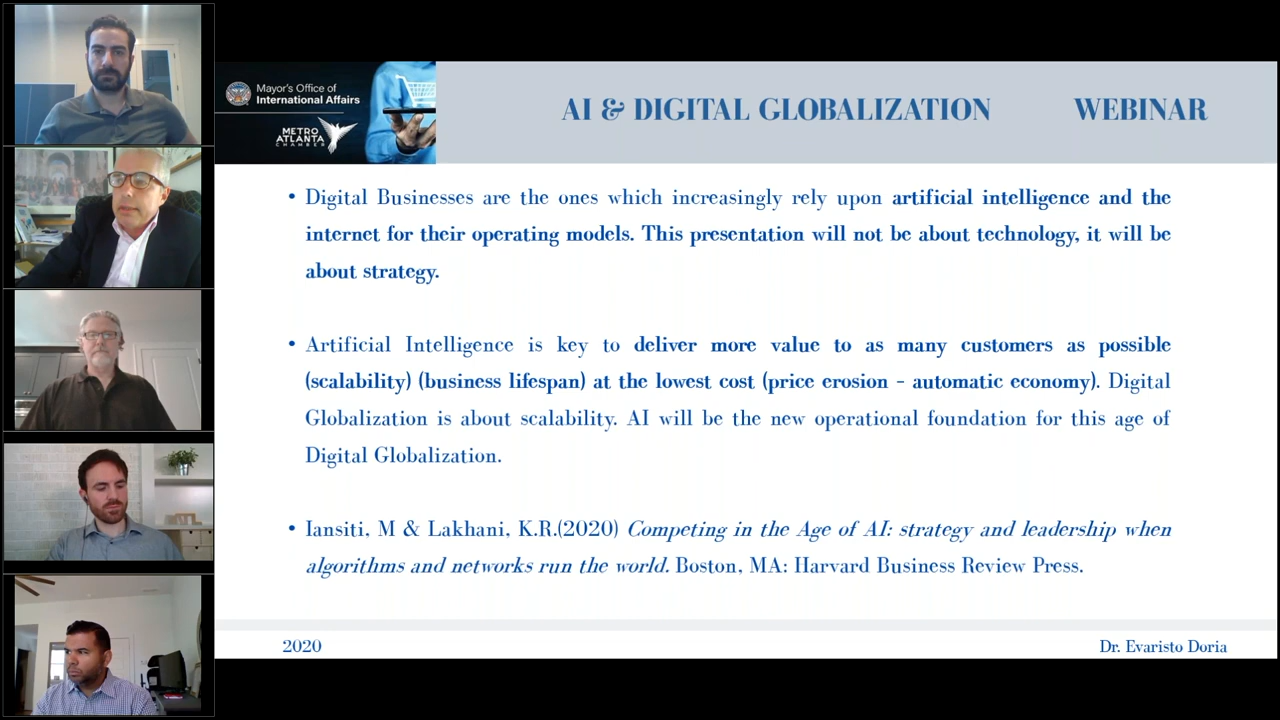 Mayor's Office of
International Affairs
METRO
ATLANTA
CHAMBER
AI & DIGITAL GLOBALIZATION WEBINAR
• Digital Businesses are the ones which increasingly rely upon artificial intelligence and the
internet for their operating models. This presentation will not be about technology, it will be
about strategy.
• Artificial Intelligence is key to deliver more value to as many customers as possible
(scalability) (business lifespan) at the lowest cost (price erosion - automatic economy). Digital
Globalization is about scalability. AI will be the new operational foundation for this age of
Digital Globalization.
• Iansiti, M & Lakhani, K.R.(2020) Competing in the Age of AI: strategy and leadership when
algorithms and networks run the world. Boston, MA: Harvard Business Review Press.
2020
Dr. Evaristo Doria